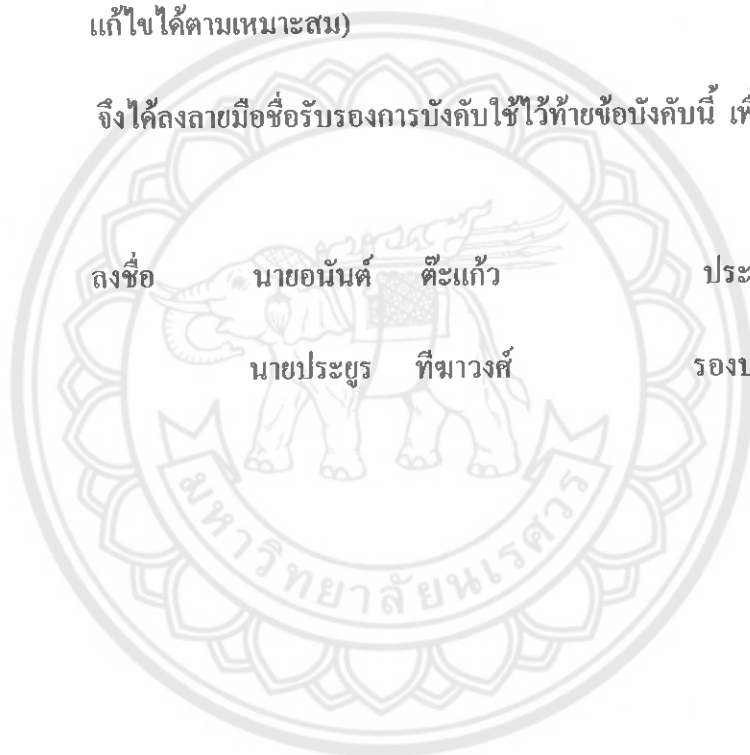 แก้ไขได้ตามเหมาะสม)
จึงได้ลงลายมือชื่อรับรองการบังคับใช้ไว้ท้ายข้อบังคับนี้ เพื
ลงชื่อ นายอนันต์ ต๊ะแก้ว ประ
นายประยูร ทีฆาวงศ์ รองป
มหาวิทยาลัยนเรศวร